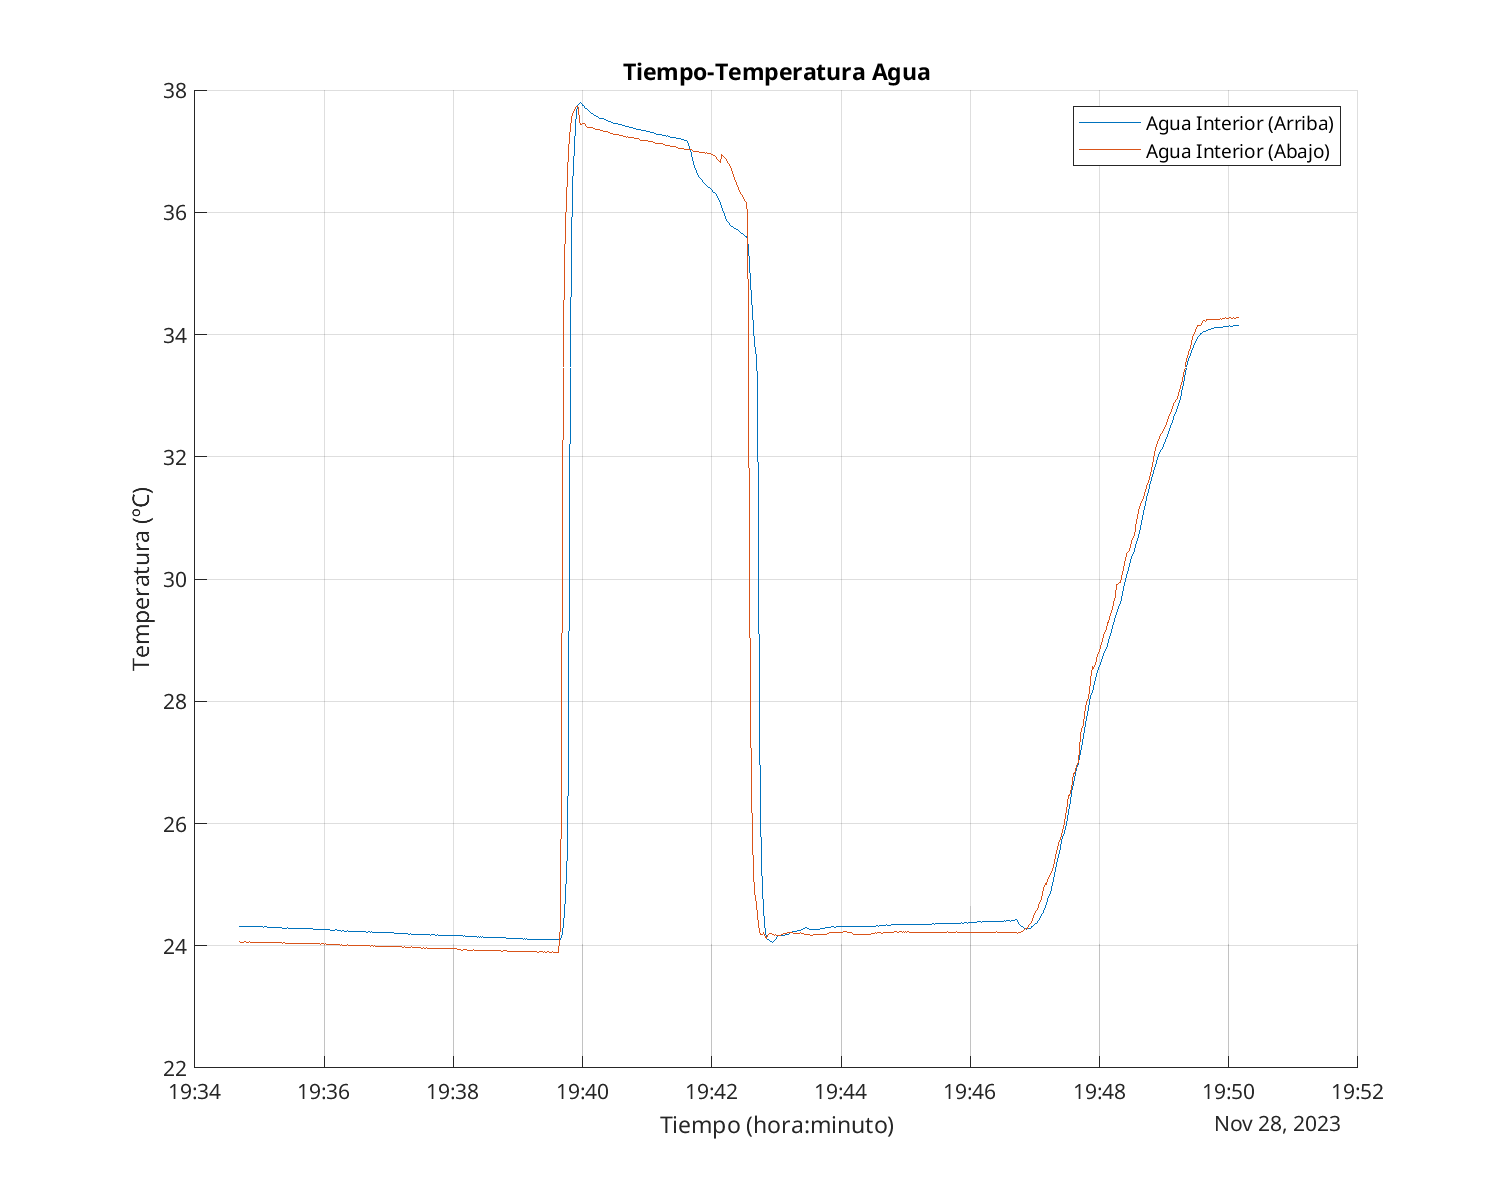 Tiempo-Temperatura Agua
Agua Interior (Arriba)
Agua Interior (Abajo)
Temperatura (ºC)
38
36
34
32
30
28
26
24
22
19:34 19:36 19:38 19:40 19:42 19:44 19:46 19:48 19:50 19:52
Tiempo (hora:minuto)
Nov 28, 2023